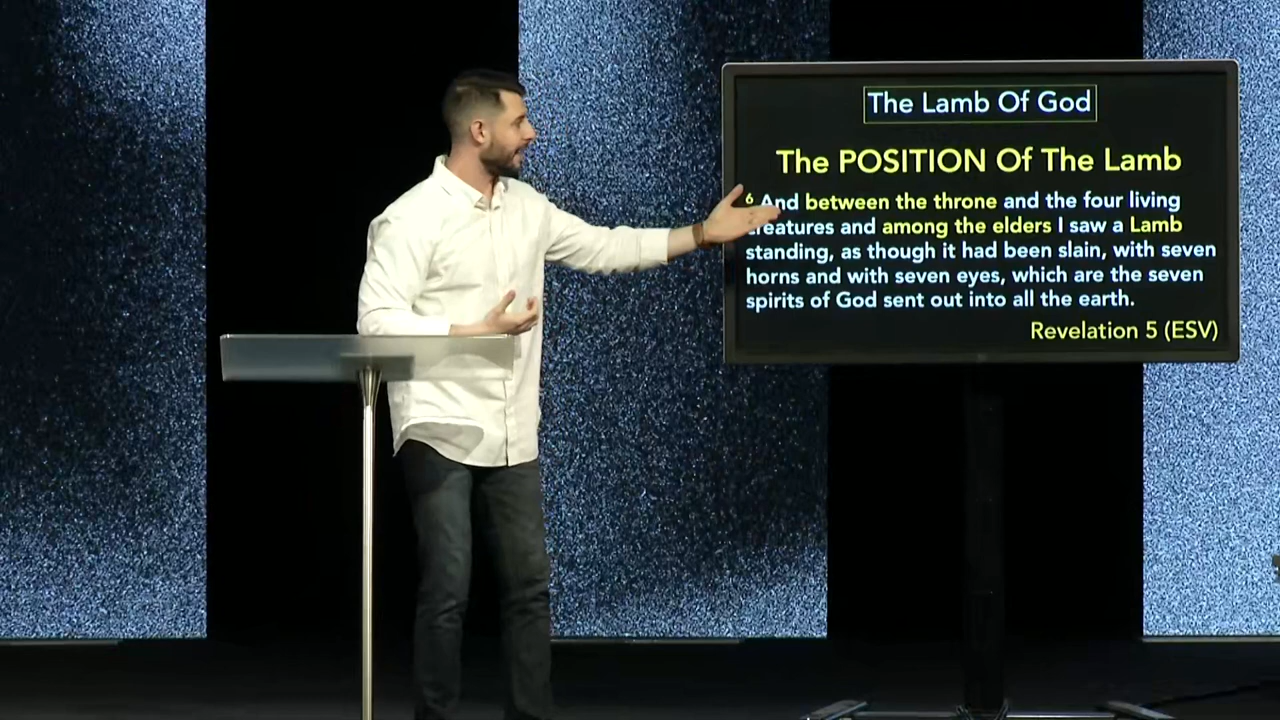 The Lamb Of God
The POSITION Of The Lamb
6 And between the throne and the four living
creatures and among the elders I saw a Lamb
standing, as though it had been slain, with seven
horns and with seven eyes, which are the seven
spirits of God sent out into all the earth.
Revelation 5 (ESV)